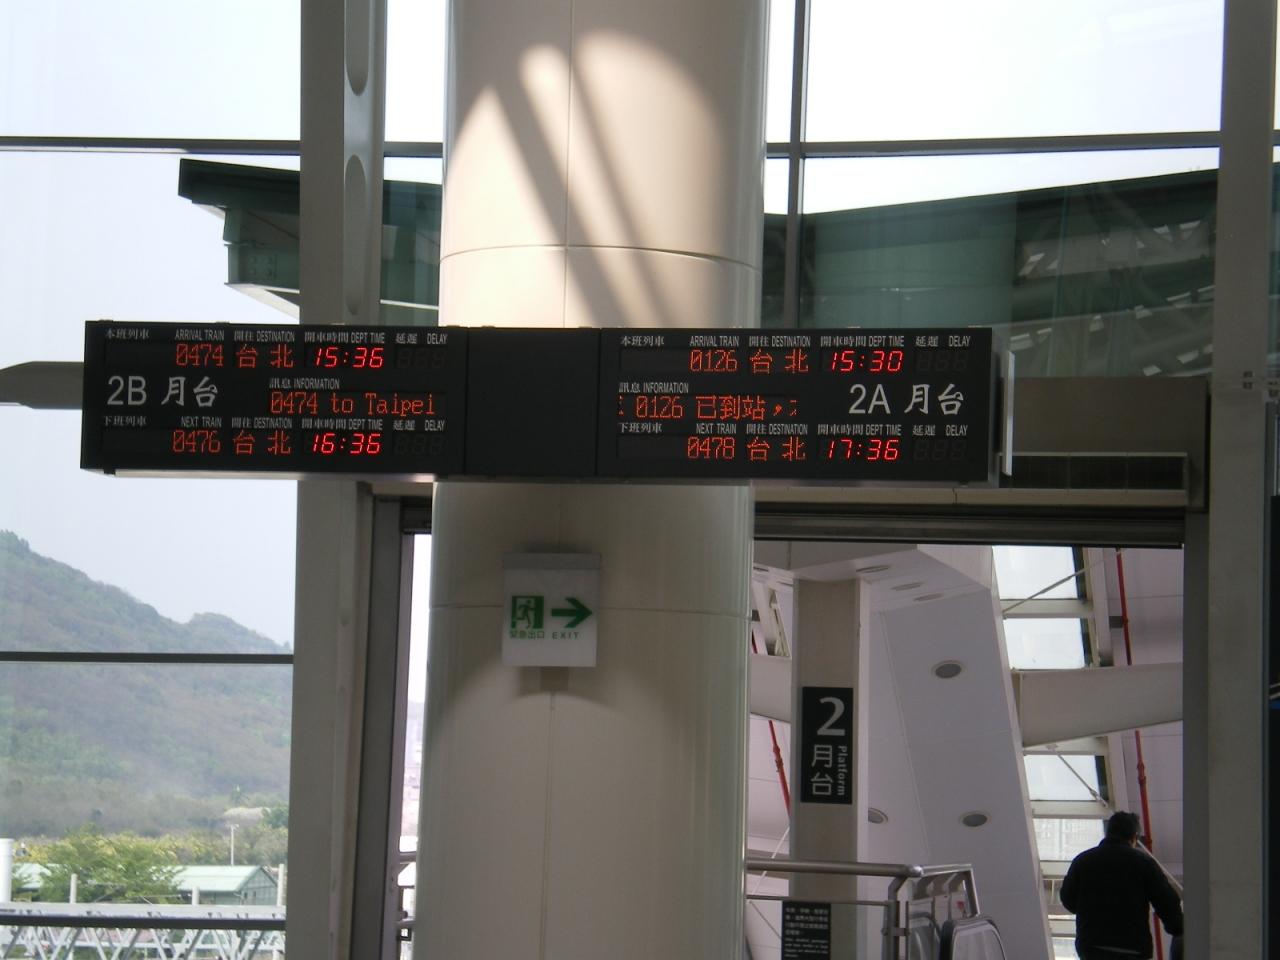 本班列車 ARRIVAL TRAIN 開往 DESTINATION 開車時間 DEPT TIME 延遲 DELAY
0474 台北 15:36
訊息 INFORMATION
2B 月台 0474 to Taipei
下班列車 NEXT TRAIN 開往 DESTINATION 開車時間 DEPT TIME 延遲 DELAY
0476 台北 16:36
本班列車 ARRIVAL TRAIN 開往 DESTINATION 開車時間 DEPT TIME 延遲 DELAY
0126 台北 15:30
訊息 INFORMATION
0126 已到站, 2A 月台
下班列車 NEXT TRAIN 開往 DESTINATION 開車時間 DEPT TIME 延遲 DELAY
0478 台北 17:36
緊急出口 EXIT
2
月台 Platform